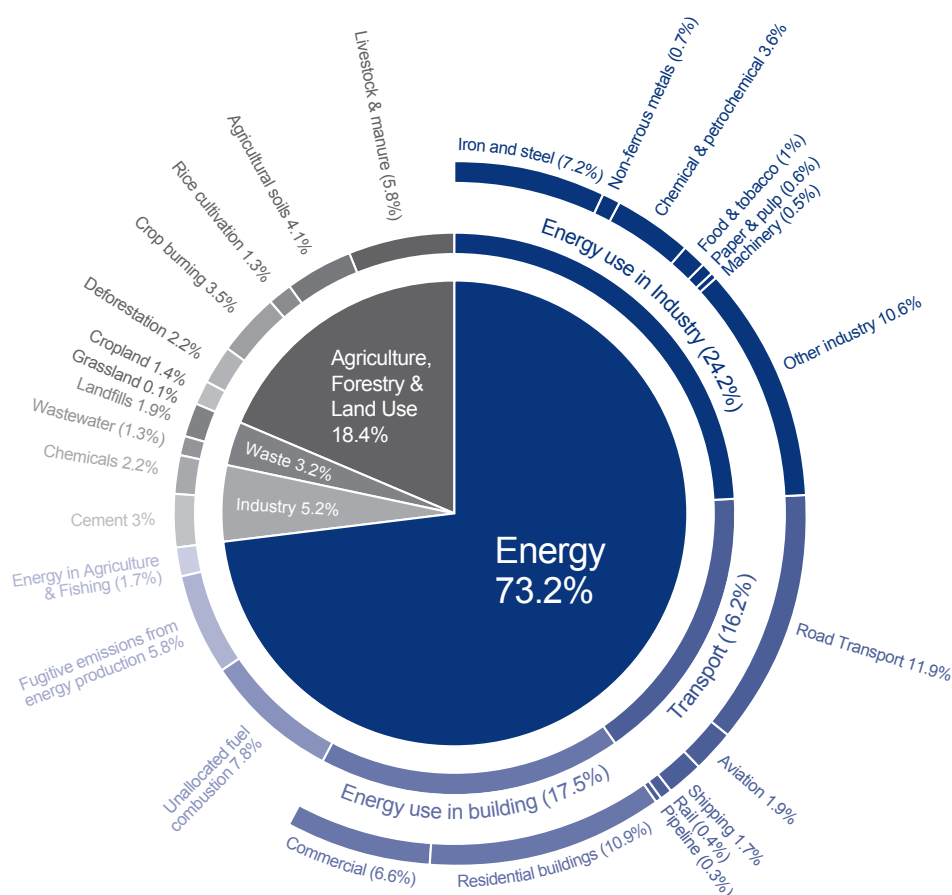 Livestock & manure (5.8%)
Agricultural soils 4.1%
Rice cultivation 1.3%
Crop burning 3.5%
Deforestation 2.2%
Cropland 1.4%
Grassland 0.1%
Landfills 1.9%
Wastewater (1.3%)
Chemicals 2.2%
Cement 3%
Energy in Agriculture
& Fishing (1.7%)
Fugitive emissions from
energy production 5.8%
Unallocated fuel
combustion 7.8%
Iron and steel (7.2%)
Non-ferrous metals (0.7%)
Chemical & petrochemical 3.6%
Food & tobacco (1%)
Paper & pulp (0.6%)
Machinery (0.5%)
Other industry 10.6%
Energy use in Industry (24.2%)
Agriculture,
Forestry &
Land Use
18.4%
Waste 3.2%
Industry 5.2%
Energy
73.2%
Transport (16.2%)
Road Transport 11.9%
Aviation 1.9%
Shipping 1.7%
Rail (0.4%)
Pipeline (0.3%)
Energy use in building (17.5%)
Residential buildings (10.9%)
Commercial (6.6%)